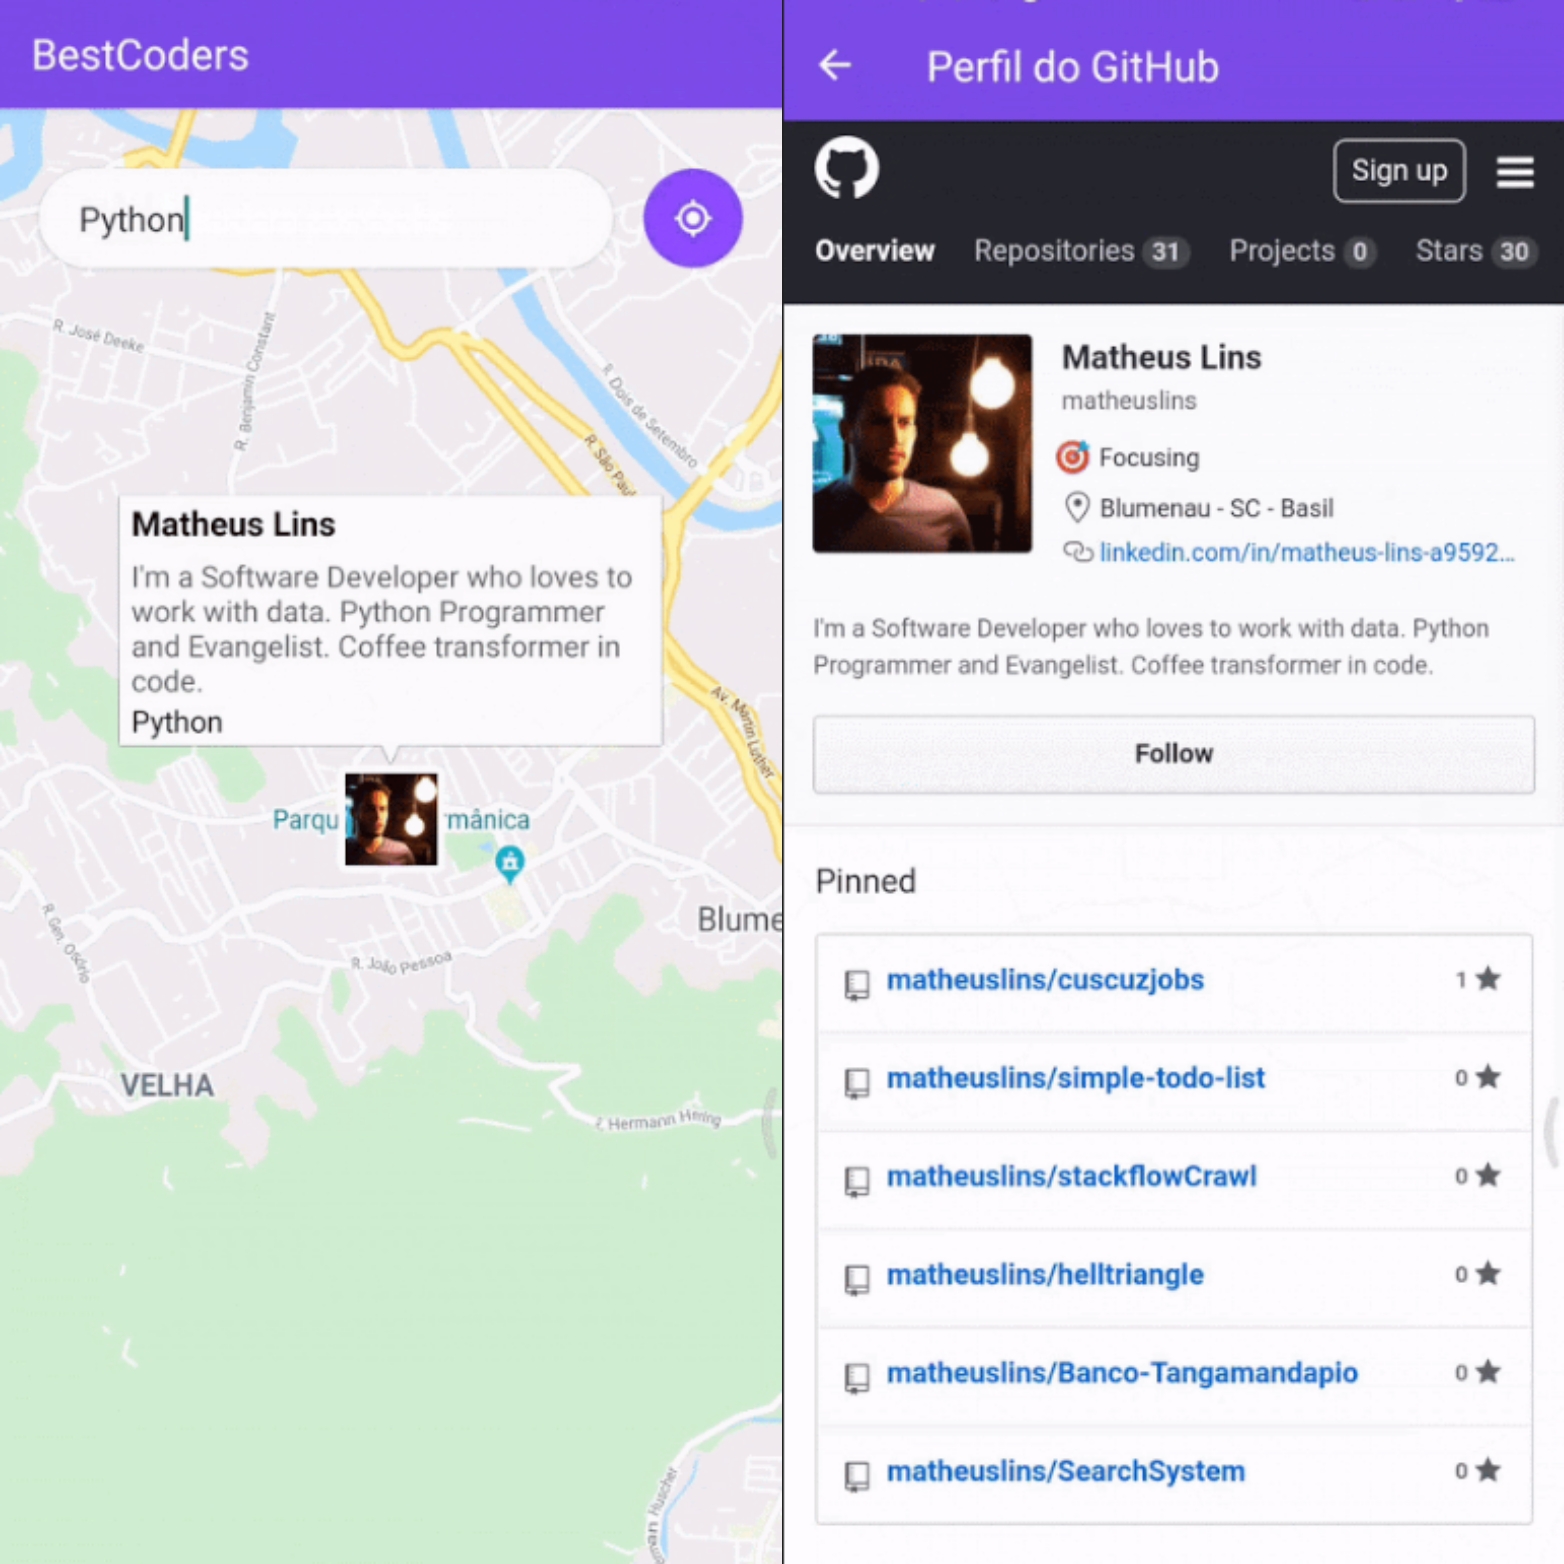 BestCoders
Python
R. José Deeke
R. Benjamin Constant
R. Dois de Setembro
R. São Paul
Matheus Lins
I'm a Software Developer who loves to
work with data. Python Programmer
and Evangelist. Coffee transformer in
code.
Python
Av. Martin Luther
Parqu
rmânica
R. Gen. Osório
Blume
R. João Pessoa
VELHA
Hermann Hering
Huscher
Perfil do GitHub
Sign up
Overview Repositories 31 Projects 0 Stars 30
Matheus Lins
matheuslins
Focusing
Blumenau - SC - Basil
linkedin.com/in/matheus-lins-a9592...
I'm a Software Developer who loves to work with data. Python
Programmer and Evangelist. Coffee transformer in code.
Follow
Pinned
matheuslins/cuscuzjobs 1
matheuslins/simple-todo-list 0
matheuslins/stackflowCrawl 0
matheuslins/helltriangle 0
matheuslins/Banco-Tangamandapio 0
matheuslins/SearchSystem 0